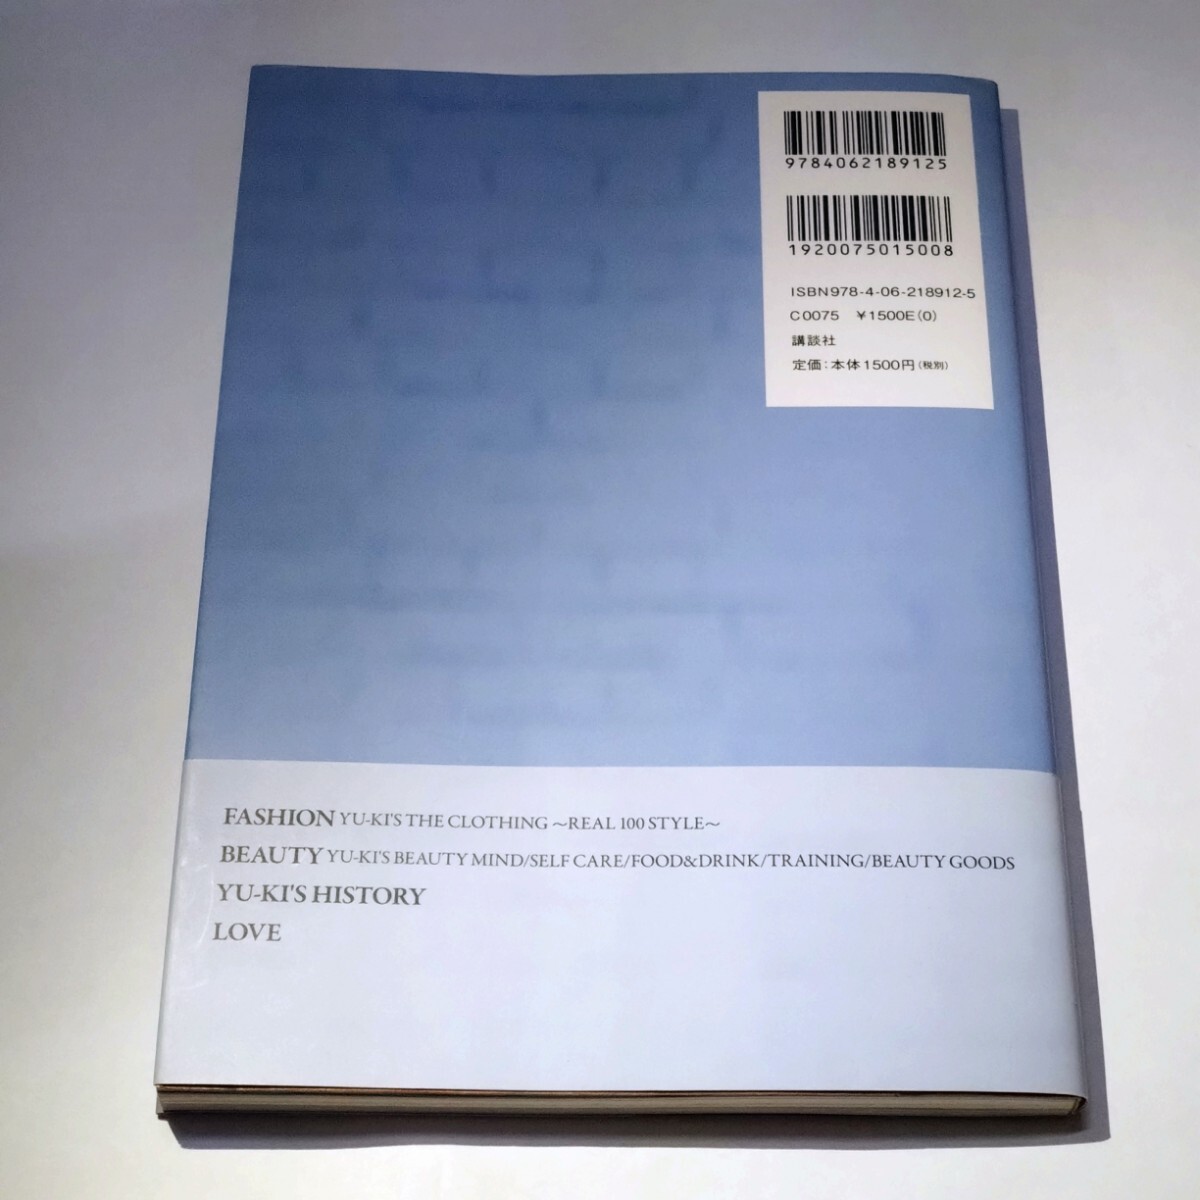 9784062189125
1920075015008
ISBN978-4-06-218912-5
C0075 ¥1500E(0)
講談社
定価：本体1500円(税別)
FASHION YU-KI'S THE CLOTHING ～REAL 100 STYLE～
BEAUTY YU-KI'S BEAUTY MIND/SELF CARE/FOOD&DRINK/TRAINING/BEAUTY GOODS
YU-KI'S HISTORY
LOVE